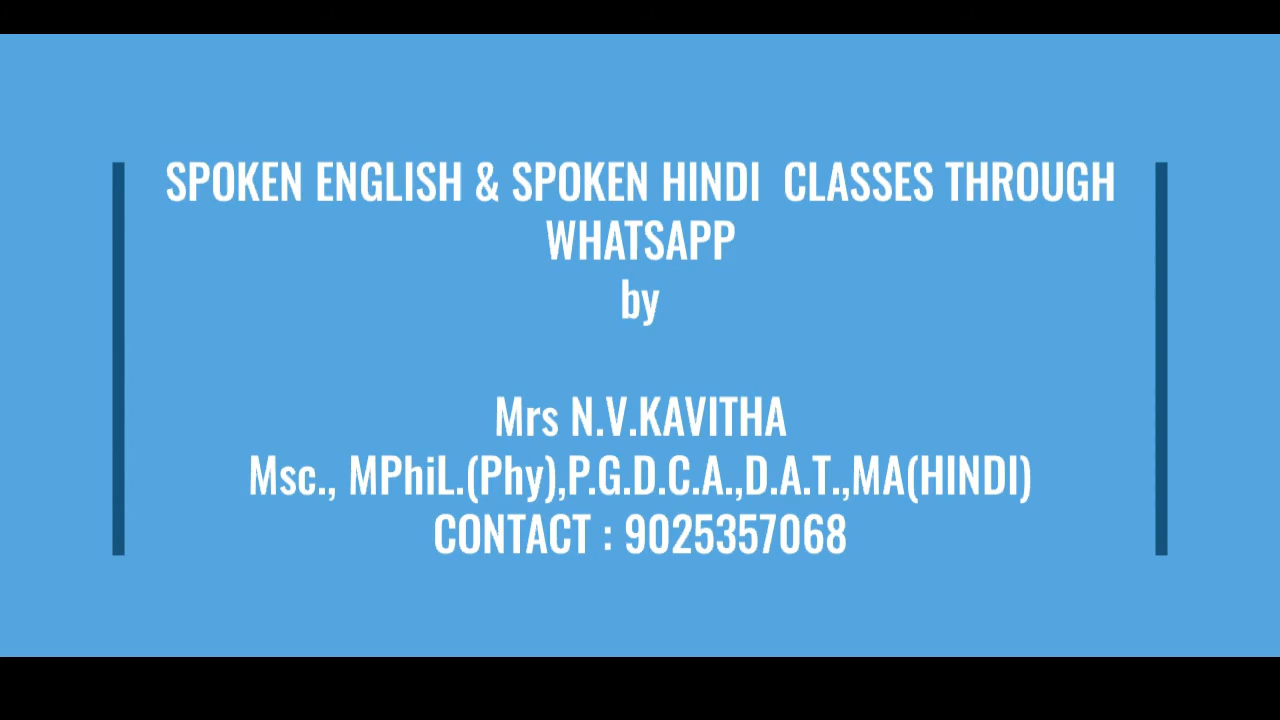 SPOKEN ENGLISH & SPOKEN HINDI  CLASSES THROUGH
WHATSAPP
by
Mrs N.V.KAVITHA
Msc., MPhiL.(Phy),P.G.D.C.A.,D.A.T.,MA(HINDI)
CONTACT : 9025357068